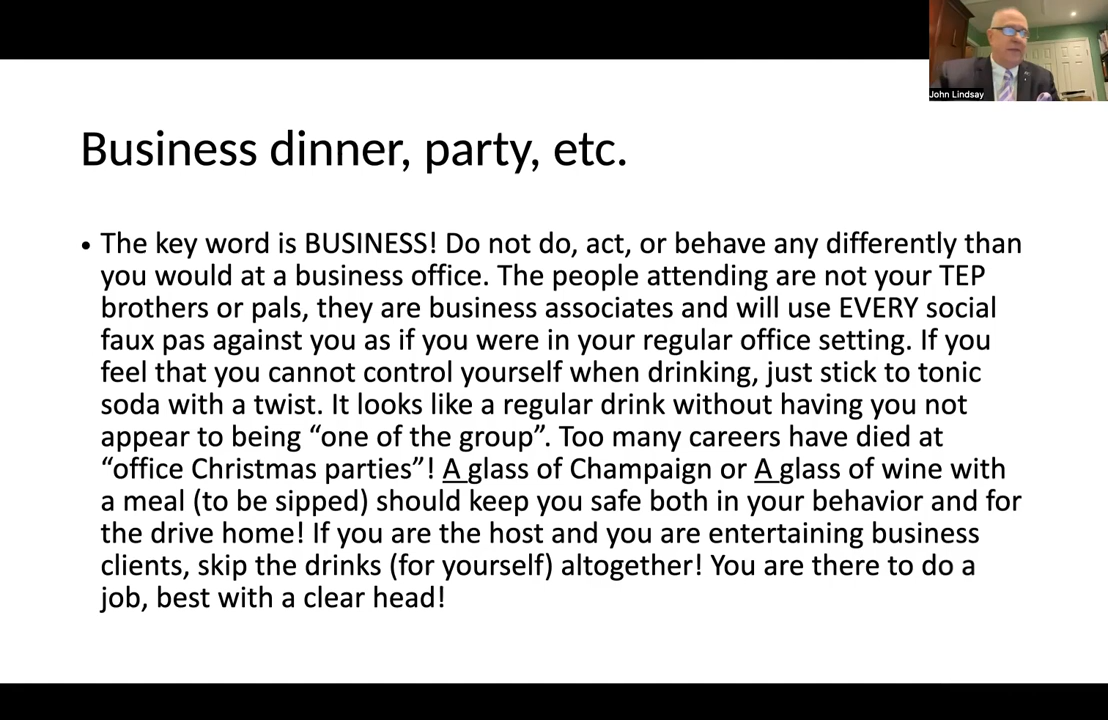 John Lindsay
Business dinner, party, etc.
• The key word is BUSINESS! Do not do, act, or behave any differently than
you would at a business office. The people attending are not your TEP
brothers or pals, they are business associates and will use EVERY social
faux pas against you as if you were in your regular office setting. If you
feel that you cannot control yourself when drinking, just stick to tonic
soda with a twist. It looks like a regular drink without having you not
appear to being “one of the group”. Too many careers have died at
“office Christmas parties”! A glass of Champaign or A glass of wine with
a meal (to be sipped) should keep you safe both in your behavior and for
the drive home! If you are the host and you are entertaining business
clients, skip the drinks (for yourself) altogether! You are there to do a
job, best with a clear head!